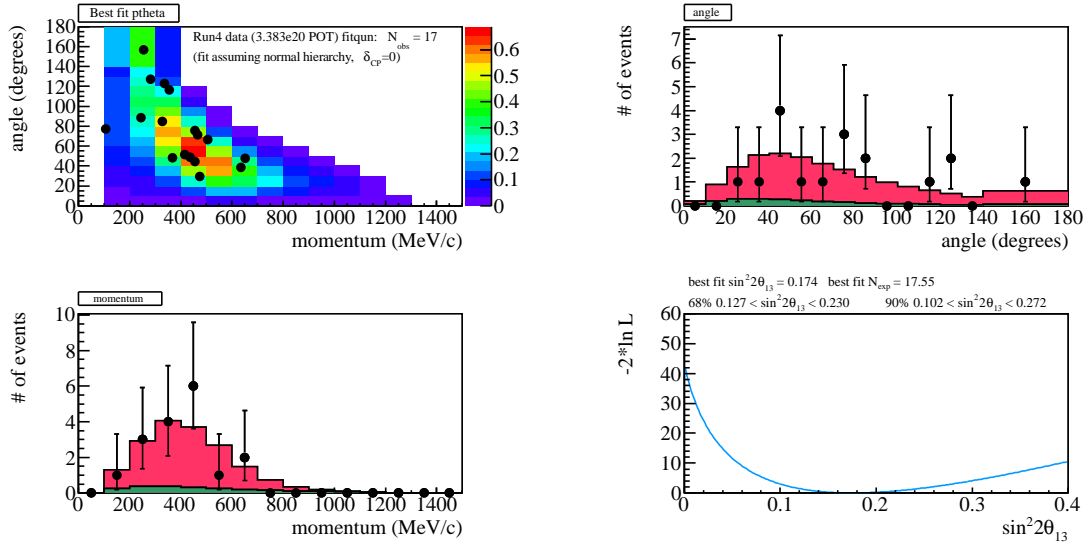 Best fit ptheta
Run4 data (3.383e20 POT) fitqun: N_obs = 17
(fit assuming normal hierarchy, δ_CP=0)
angle (degrees)
180
160
140
120
100
80
60
40
20
0
0 200 400 600 800 1000 1200 1400
momentum (MeV/c)
0.6
0.5
0.4
0.3
0.2
0.1
0
angle
# of events
7
6
5
4
3
2
1
0
0 20 40 60 80 100 120 140 160 180
angle (degrees)
momentum
# of events
10
8
6
4
2
0
0 200 400 600 800 1000 1200 1400
momentum (MeV/c)
best fit sin²2θ₁₃ = 0.174 best fit N_exp = 17.55
68% 0.127 < sin²2θ₁₃ < 0.230 90% 0.102 < sin²2θ₁₃ < 0.272
-2*ln L
60
50
40
30
20
10
0
0 0.1 0.2 0.3 0.4
sin²2θ₁₃